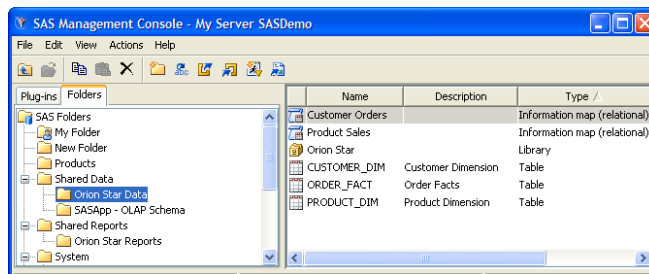 SAS Management Console - My Server SASDemo
File Edit View Actions Help
Plug-ins Folders
SAS Folders
My Folder
New Folder
Products
Shared Data
Orion Star Data
SASApp - OLAP Schema
Shared Reports
Orion Star Reports
System
Name Description Type
Customer Orders Information map (relational)
Product Sales Information map (relational)
Orion Star Library
CUSTOMER_DIM Customer Dimension Table
ORDER_FACT Order Facts Table
PRODUCT_DIM Product Dimension Table